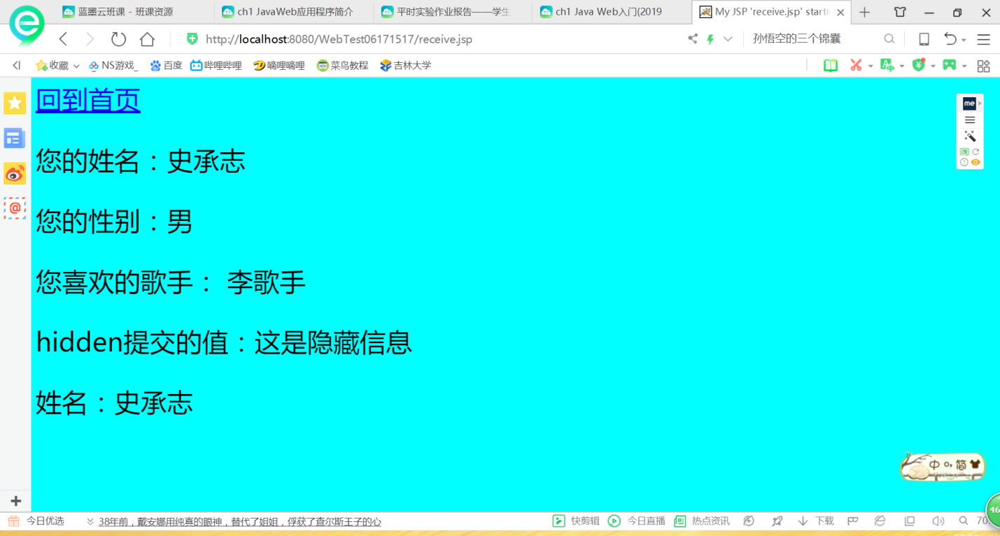 蓝墨云班课 - 班课资源
ch1 JavaWeb应用程序简介
平时实验作业报告——学生
ch1 Java Web入门(2019
My JSP 'receive.jsp' starti
http://localhost:8080/WebTest06171517/receive.jsp
孙悟空的三个锦囊
收藏 NS游戏_ 百度 哔哩哔哩 嘀哩嘀哩 菜鸟教程 吉林大学
me
回到首页
您的姓名：史承志
您的性别：男
您喜欢的歌手： 李歌手
hidden提交的值：这是隐藏信息
姓名：史承志
中 简
46
今日优选 38年前，戴安娜用纯真的眼神，替代了姐姐，俘获了查尔斯王子的心 快剪辑 今日直播 热点资讯 下载